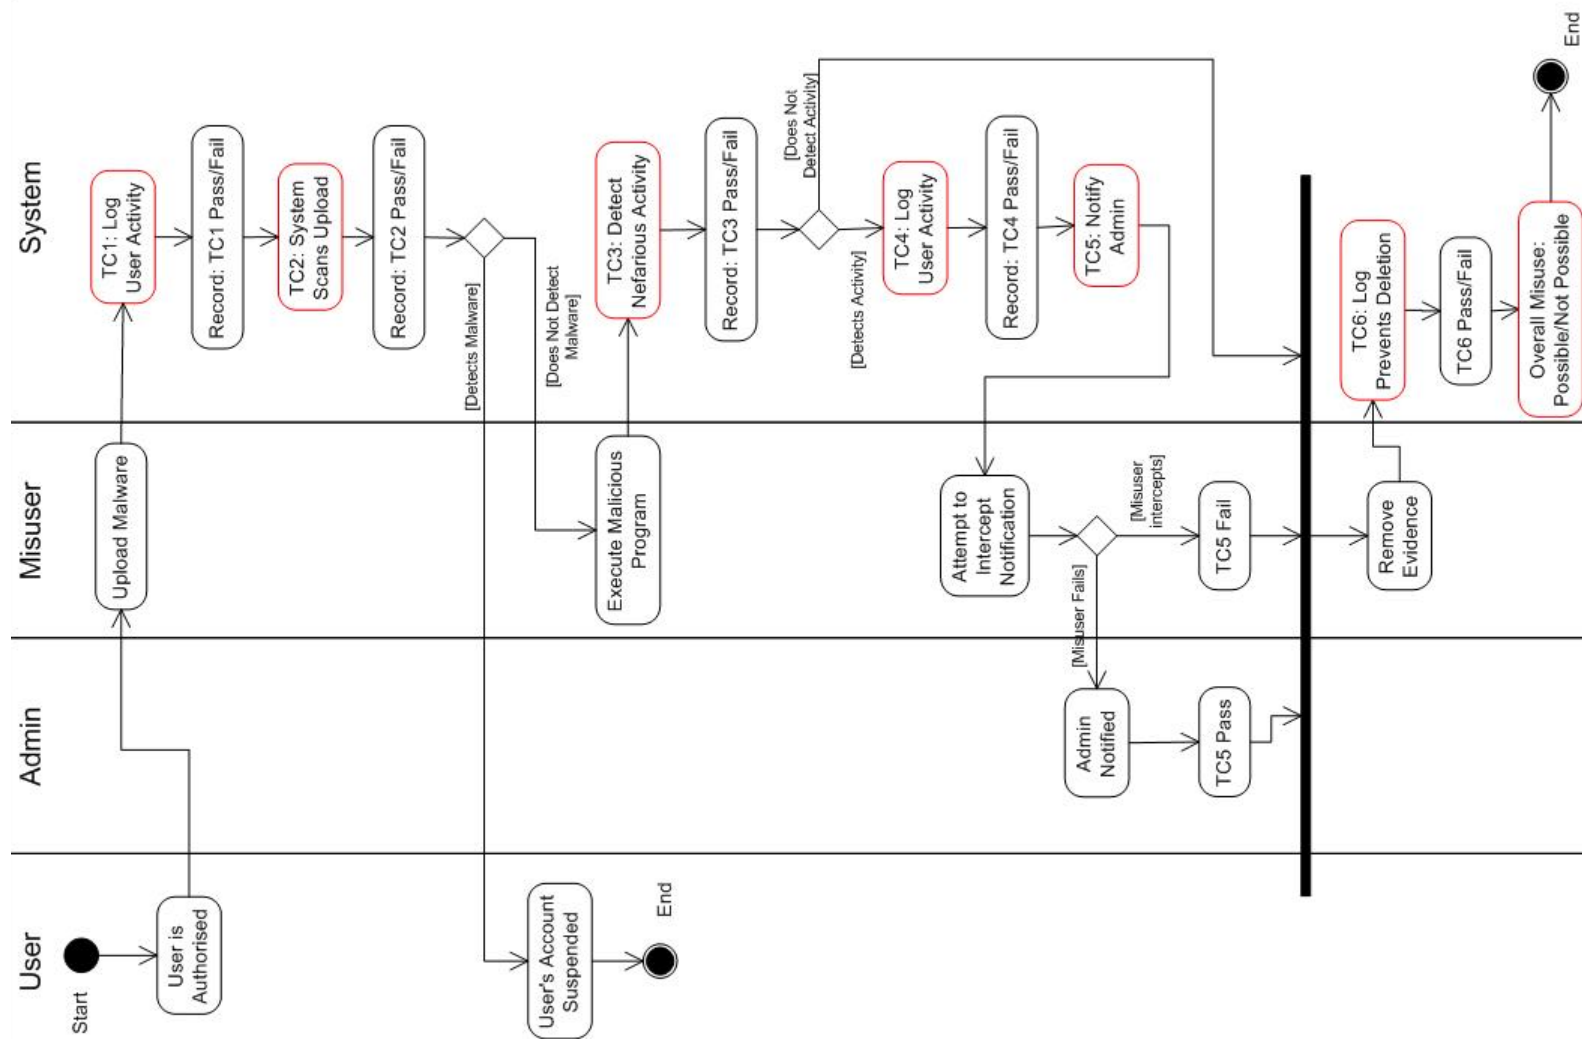 User
Admin
Misuser
System
Start
User is
Authorised
Upload Malware
TC1: Log
User Activity
Record: TC1 Pass/Fail
TC2: System
Scans Upload
Record: TC2 Pass/Fail
[Detects Malware]
[Does Not Detect
Malware]
User's Account
Suspended
End
Execute Malicious
Program
TC3: Detect
Nefarious Activity
Record: TC3 Pass/Fail
[Does Not
Detect Activity]
[Detects Activity]
TC4: Log
User Activity
Record: TC4 Pass/Fail
TC5: Notify
Admin
Attempt to
Intercept
Notification
[Misuser Fails]
[Misuser
intercepts]
Admin
Notified
TC5 Pass
TC5 Fail
Remove
Evidence
TC6: Log
Prevents Deletion
TC6 Pass/Fail
Overall Misuse:
Possible/Not Possible
End